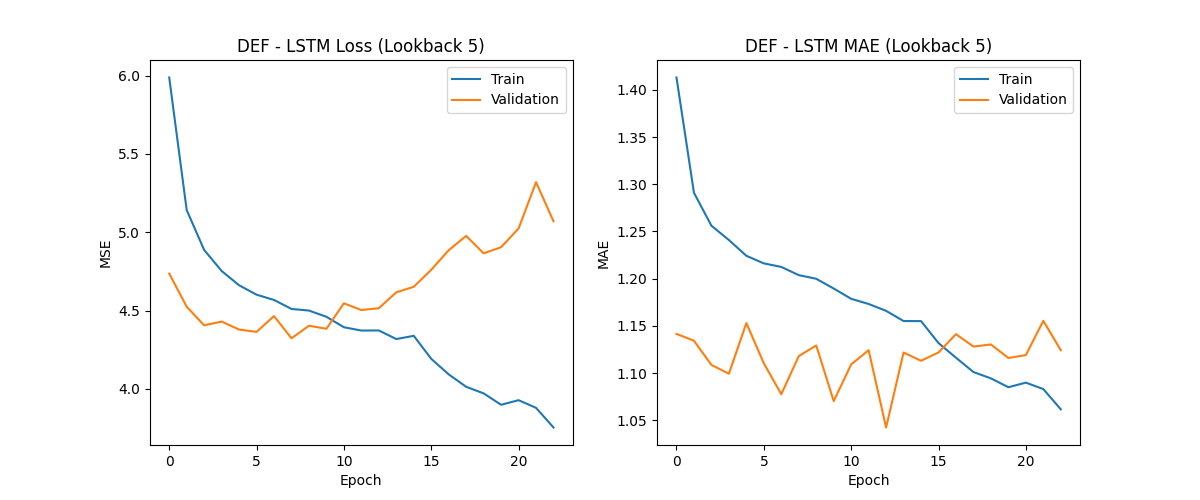 DEF - LSTM Loss (Lookback 5)
6.0
5.5
5.0
4.5
4.0
MSE
0 5 10 15 20
Epoch
Train
Validation
DEF - LSTM MAE (Lookback 5)
1.40
1.35
1.30
1.25
1.20
1.15
1.10
1.05
MAE
0 5 10 15 20
Epoch
Train
Validation